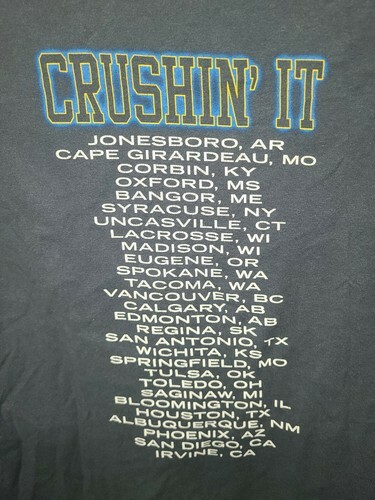 CRUSHIN' IT
JONESBORO, AR
CAPE GIRARDEAU, MO
CORBIN, KY
OXFORD, MS
BANGOR, ME
SYRACUSE, NY
UNCASVILLE, CT
LACROSSE, WI
MADISON, WI
EUGENE, OR
SPOKANE, WA
TACOMA, WA
VANCOUVER, BC
CALGARY, AB
EDMONTON, AB
REGINA, SK
SAN ANTONIO, TX
WICHITA, KS
SPRINGFIELD, MO
TULSA, OK
TOLEDO, OH
SAGINAW, MI
BLOOMINGTON, IL
HOUSTON, TX
ALBUQUERQUE, NM
PHOENIX, AZ
SAN DIEGO, CA
IRVINE, CA